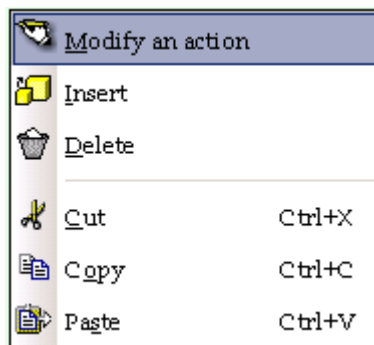 Modify an action
Insert
Delete
Cut Ctrl+X
Copy Ctrl+C
Paste Ctrl+V